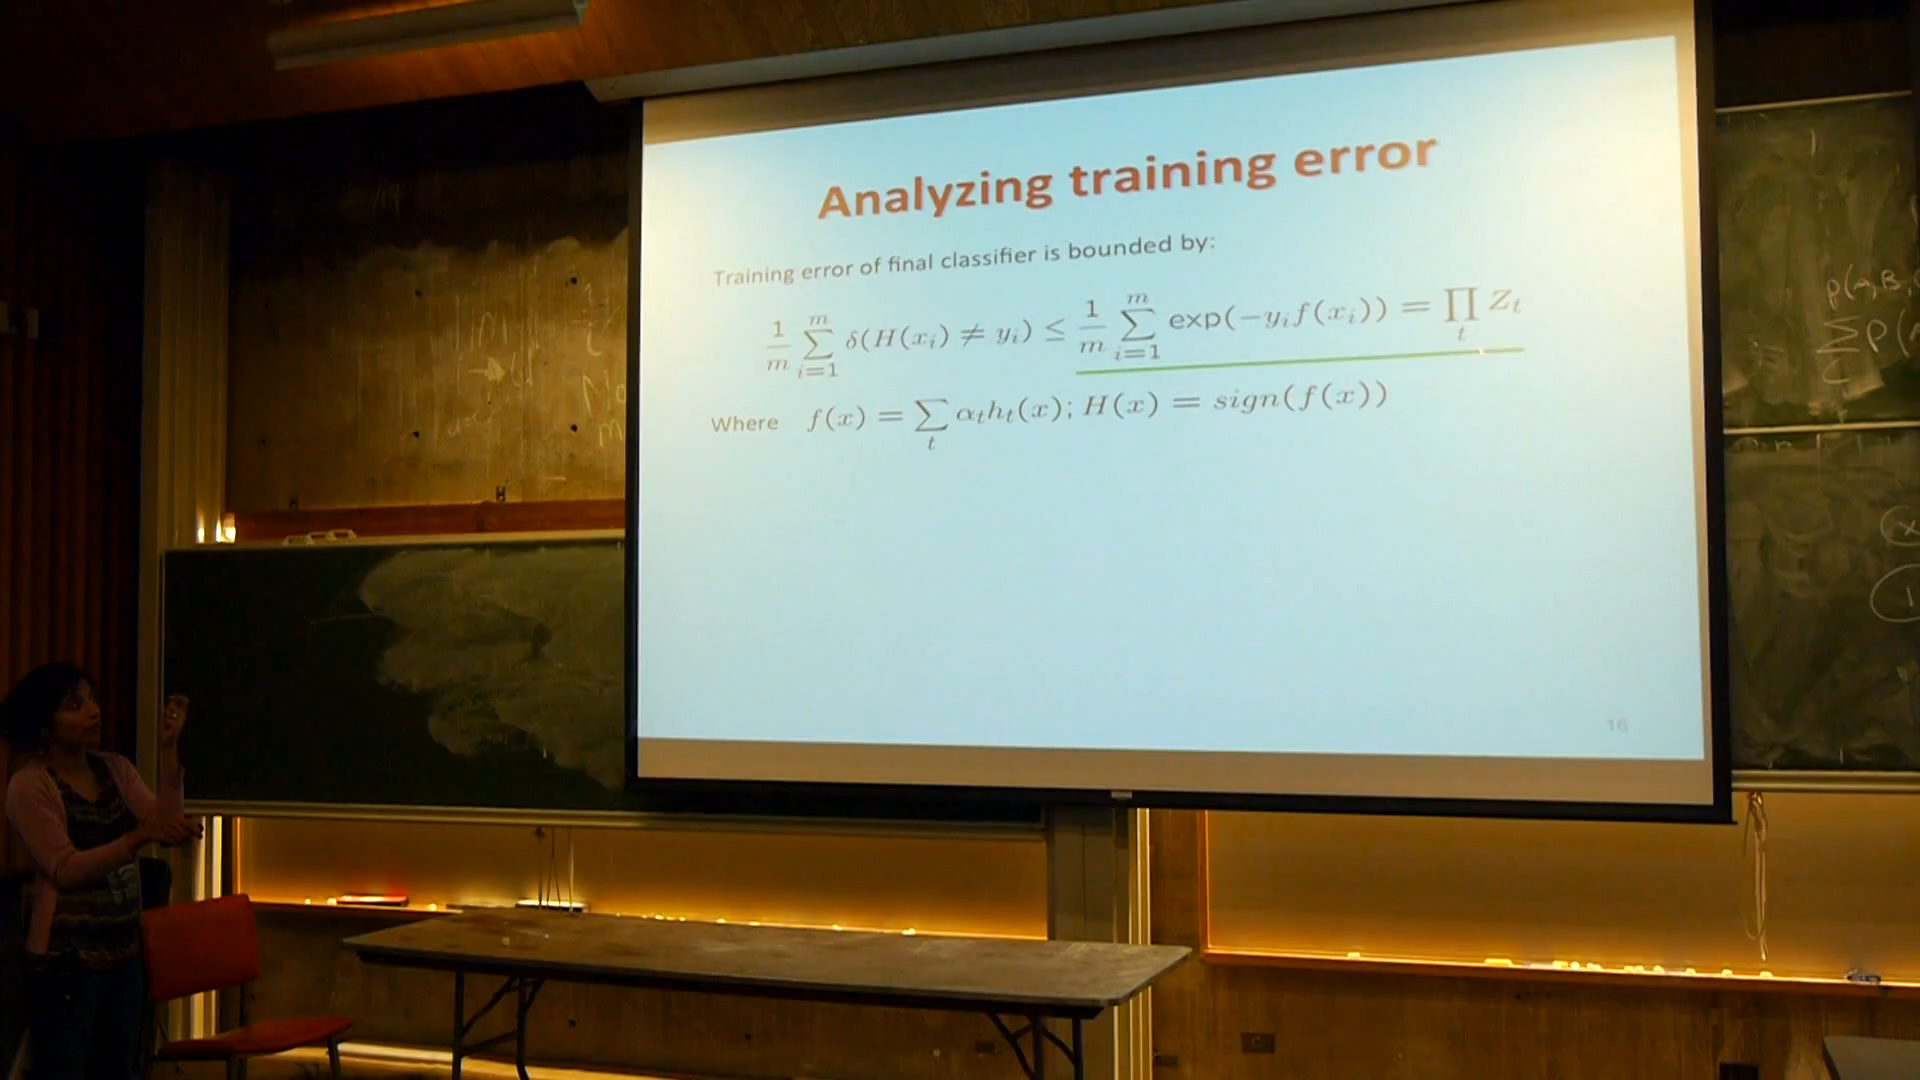 Analyzing training error
Training error of final classifier is bounded by:
1/m ∑_{i=1}^{m} δ(H(x_i) ≠ y_i) ≤ 1/m ∑_{i=1}^{m} exp(−y_i f(x_i)) = ∏_t Z_t
Where f(x) = ∑_t α_t h_t(x); H(x) = sign(f(x))
16